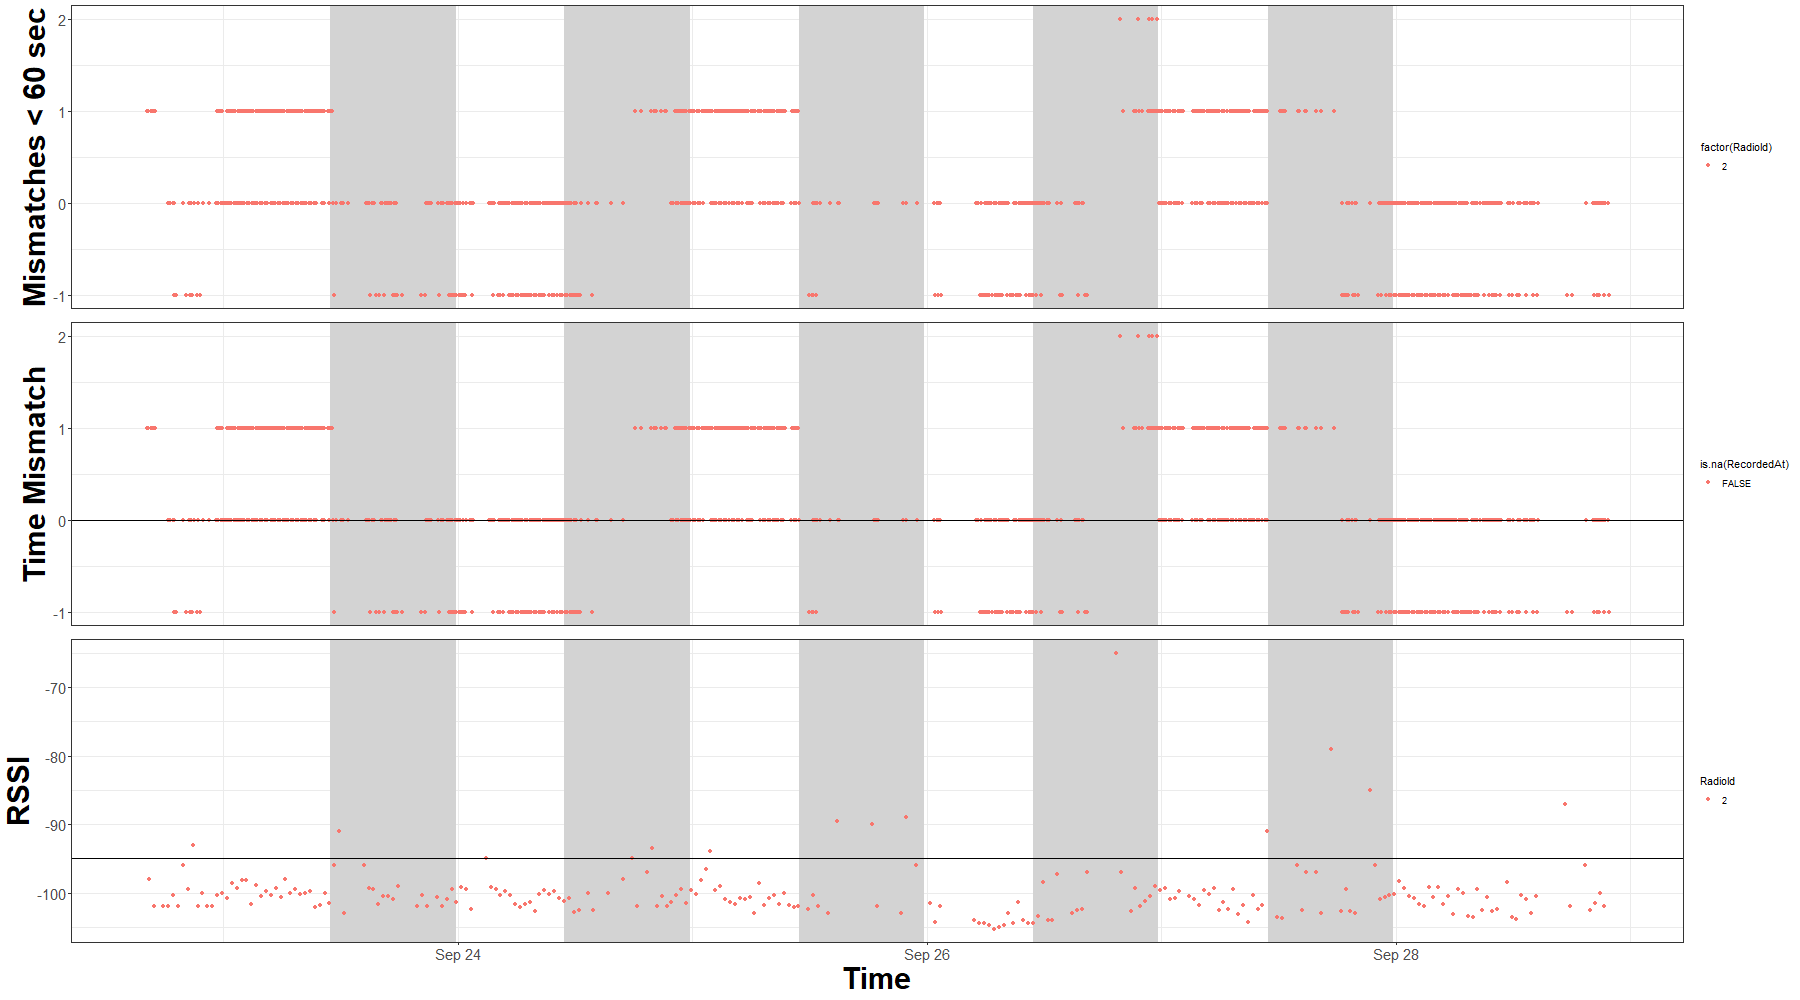 Mismatches < 60 sec
2
1
0
-1
factor(RadioId)
2
Time Mismatch
2
1
0
-1
is.na(RecordedAt)
FALSE
RSSI
-70
-80
-90
-100
RadioId
2
Sep 24
Sep 26
Sep 28
Time